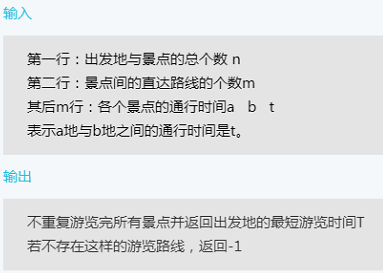 输入
第一行：出发地与景点的总个数 n
第二行：景点间的直达路线的个数m
其后m行：各个景点的通行时间a b t
表示a地与b地之间的通行时间是t。
输出
不重复游览完所有景点并返回出发地的最短游览时间T
若不存在这样的游览路线，返回-1